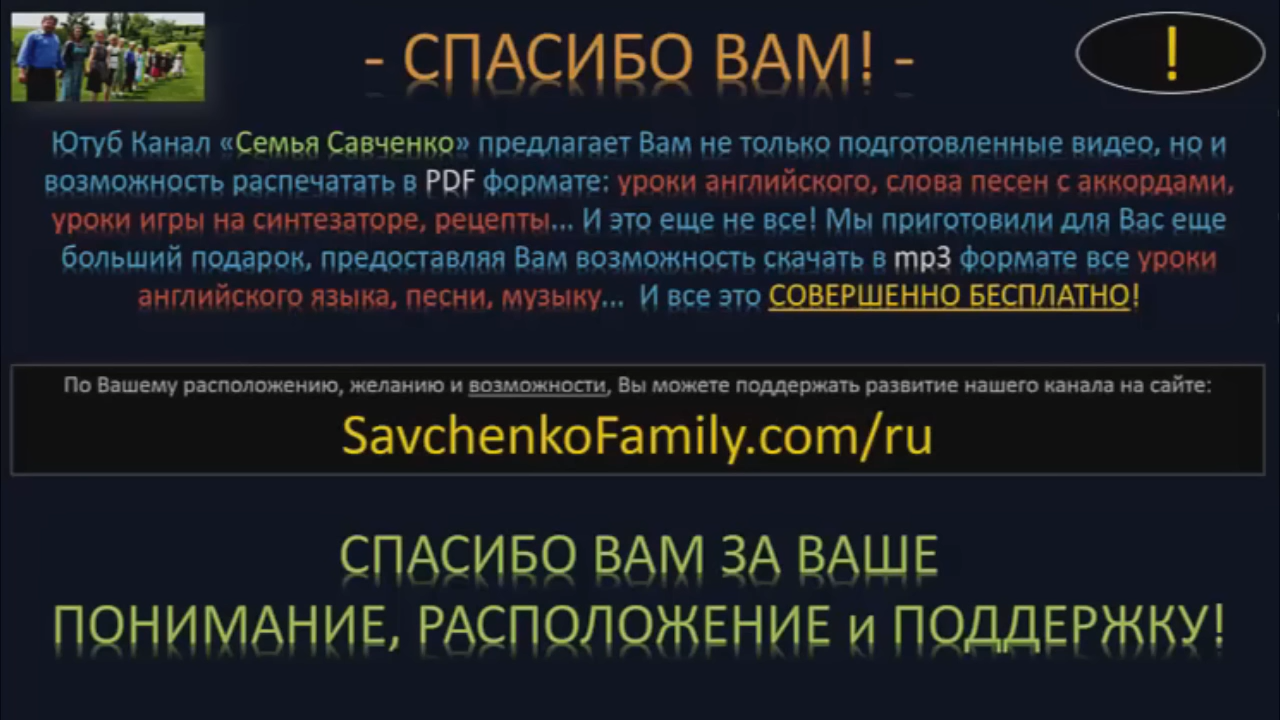 - СПАСИБО ВАМ! -
!
Ютуб Канал «Семья Савченко» предлагает Вам не только подготовленные видео, но и
возможность распечатать в PDF формате: уроки английского, слова песен с аккордами,
уроки игры на синтезаторе, рецепты... И это еще не все! Мы приготовили для Вас еще
больший подарок, предоставляя Вам возможность скачать в mp3 формате все уроки
английского языка, песни, музыку... И все это СОВЕРШЕННО БЕСПЛАТНО!
По Вашему расположению, желанию и возможности, Вы можете поддержать развитие нашего канала на сайте:
SavchenkoFamily.com/ru
СПАСИБО ВАМ ЗА ВАШЕ
ПОНИМАНИЕ, РАСПОЛОЖЕНИЕ и ПОДДЕРЖКУ!